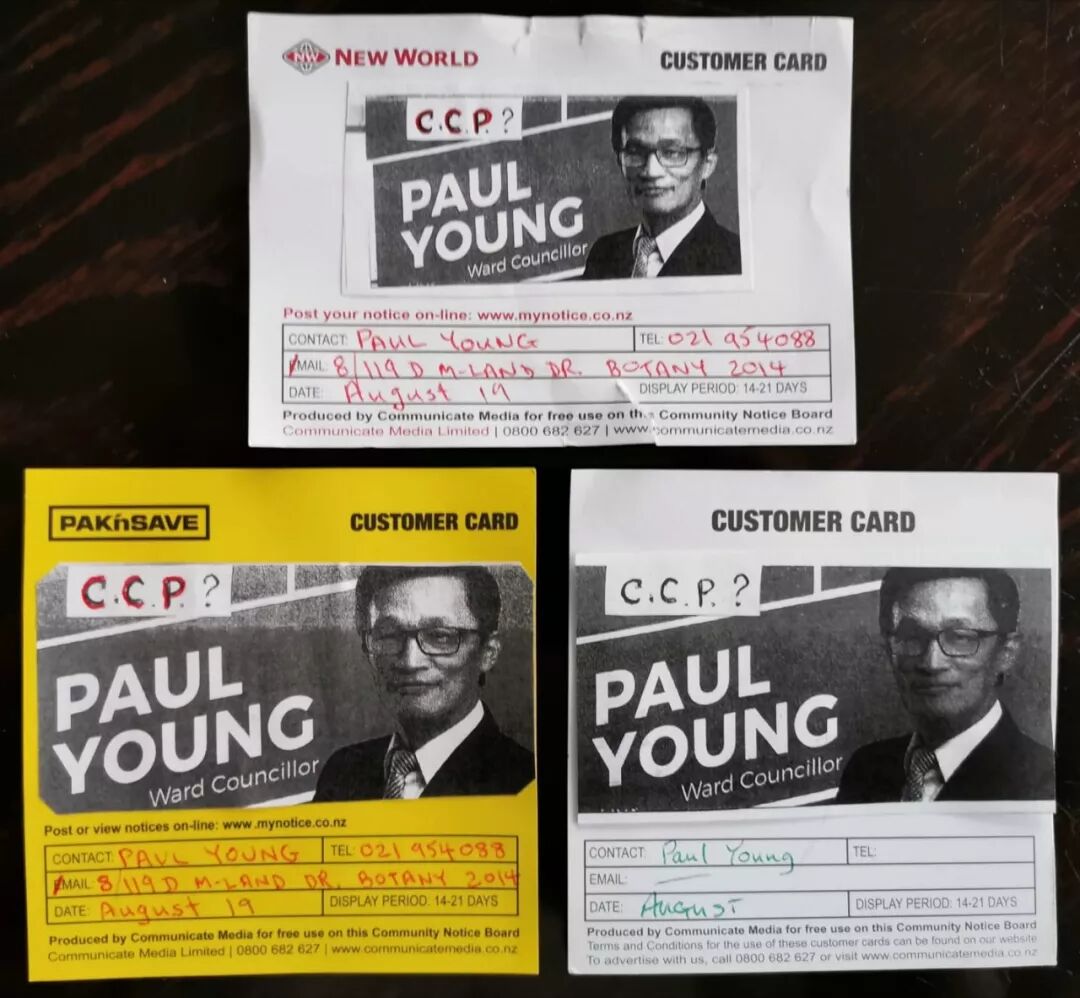 NW NEW WORLD CUSTOMER CARD
C.C.P.?
PAUL
YOUNG
Ward Councillor
Post your notice on-line: www.mynotice.co.nz
CONTACT: PAUL YOUNG TEL: 021 954088
MAIL: 8/119 D M-LAND DR. BOTANY 2014
DATE: August 19 DISPLAY PERIOD: 14-21 DAYS
Produced by Communicate Media for free use on this Community Notice Board
Communicate Media Limited | 0800 682 627 | www.communicatemedia.co.nz
PAK'nSAVE CUSTOMER CARD
C.C.P.?
PAUL
YOUNG
Ward Councillor
Post or view notices on-line: www.mynotice.co.nz
CONTACT: PAUL YOUNG TEL: 021 954088
EMAIL: 8/119 D M-LAND DR. BOTANY 2014
DATE: August 19 DISPLAY PERIOD: 14-21 DAYS
Produced by Communicate Media for free use on this Community Notice Board
Communicate Media Limited | 0800 682 627 | www.communicatemedia.co.nz
CUSTOMER CARD
C.C.P.?
PAUL
YOUNG
Ward Councillor
CONTACT: Paul Young TEL:
EMAIL:
DATE: AUGUST DISPLAY PERIOD: 14-21 DAYS
Produced by Communicate Media for free use on this Community Notice Board
Terms and Conditions for the use of these customer cards can be found on our website
To advertise with us, call 0800 682 627 or visit www.communicatemedia.co.nz